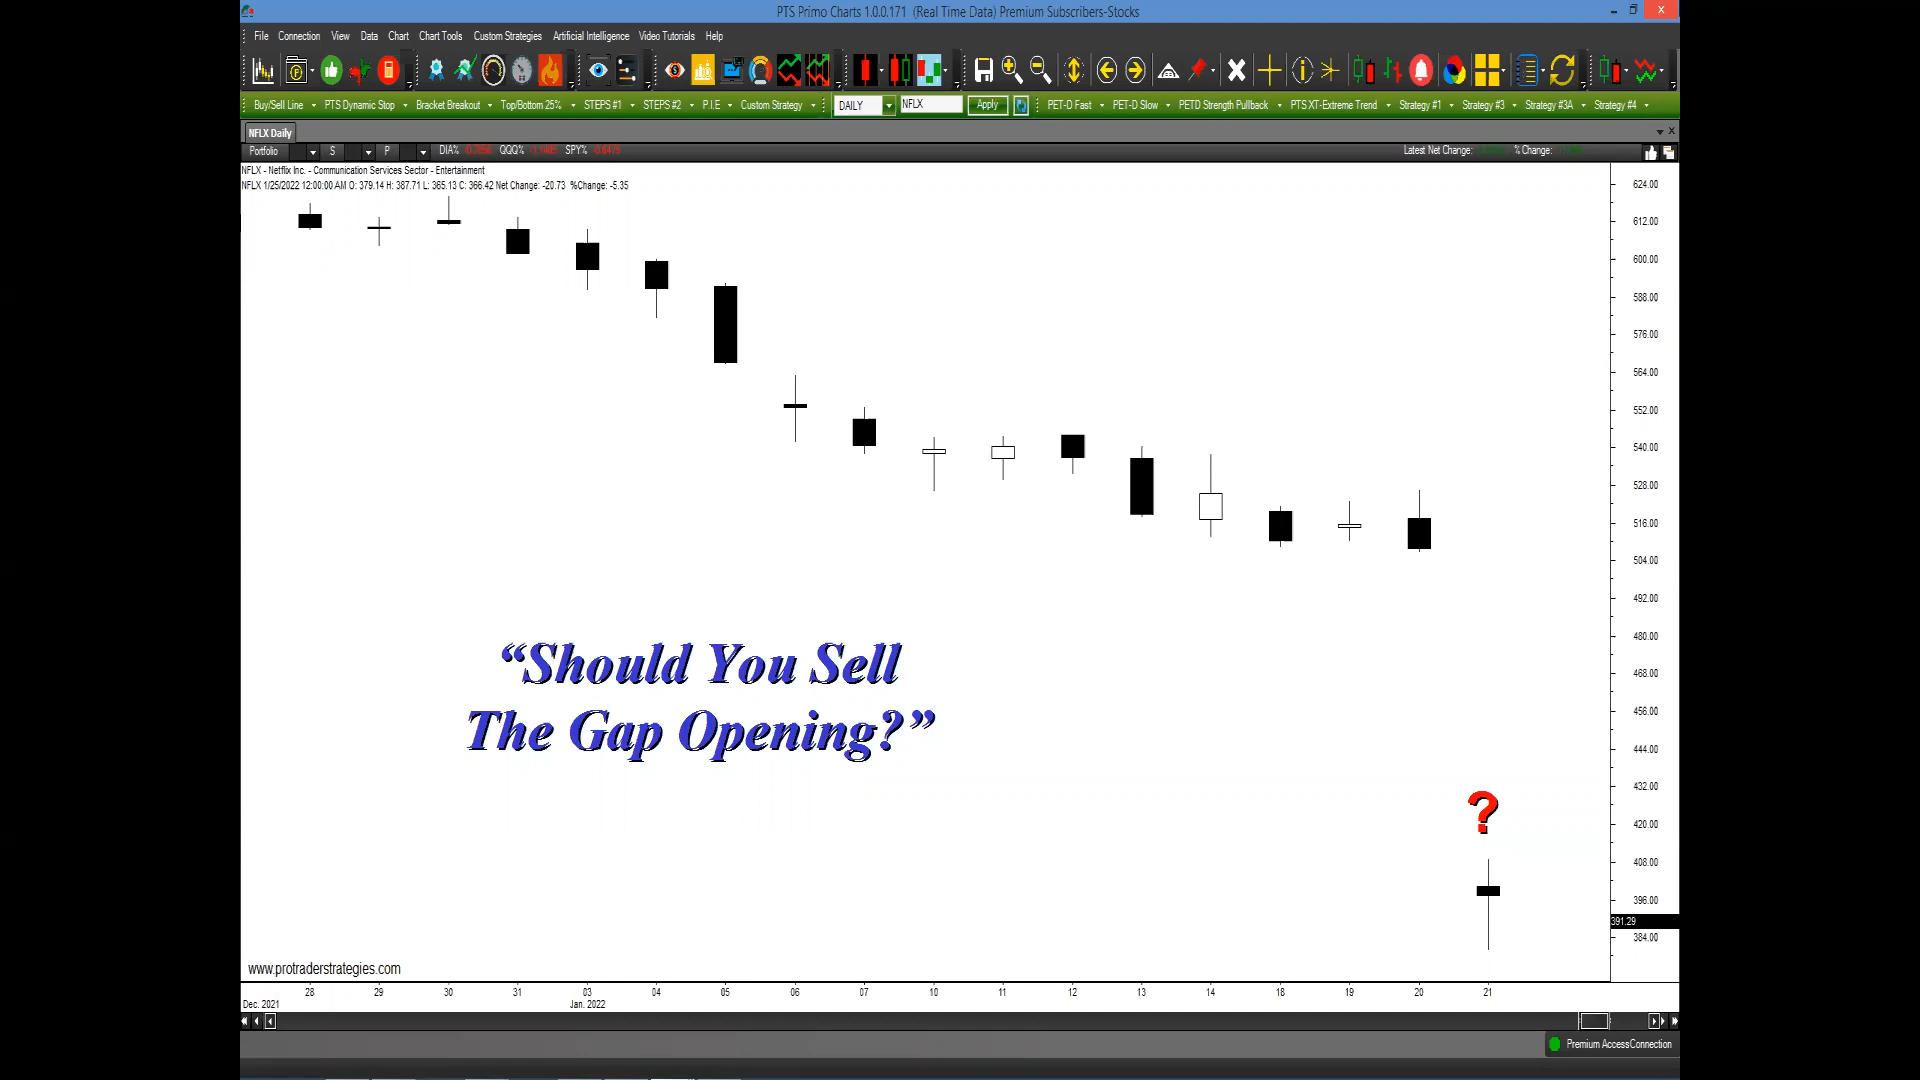 PTS Primo Charts 1.0.0.171 (Real Time Data) Premium Subscribers-Stocks
File Connection View Data Chart Chart Tools Custom Strategies Artificial Intelligence Video Tutorials Help
Buy/Sell Line PTS Dynamic Stop Bracket Breakout Top/Bottom 25% STEPS #1 STEPS #2 P.I.E Custom Strategy DAILY NFLX Apply PET-D Fast PET-D Slow PETD Strength Pullback PTS XT-Extreme Trend Strategy #1 Strategy #3 Strategy #3A Strategy #4
NFLX Daily
Portfolio S P DIA% QQQ% SPY% Latest Net Change: % Change:
NFLX - Netflix Inc. - Communication Services Sector - Entertainment
NFLX 1/25/2022 12:00:00 AM O: 379.14 H: 387.71 L: 365.13 C: 366.42 Net Change: -20.73 %Change: -5.35
624.00
612.00
600.00
588.00
576.00
564.00
552.00
540.00
528.00
516.00
504.00
492.00
480.00
468.00
456.00
444.00
432.00
420.00
408.00
396.00
391.29
384.00
“Should You Sell
The Gap Opening?”
?
www.protraderstrategies.com
28 29 30 31 03 04 05 06 07 10 11 12 13 14 18 19 20 21
Dec. 2021 Jan. 2022
Premium AccessConnection